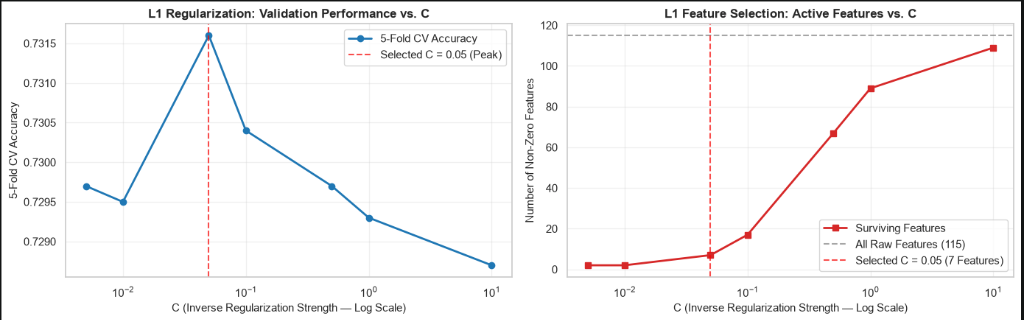 L1 Regularization: Validation Performance vs. C
5-Fold CV Accuracy
0.7315
0.7310
0.7305
0.7300
0.7295
0.7290
5-Fold CV Accuracy
Selected C = 0.05 (Peak)
10⁻²
10⁻¹
10⁰
10¹
C (Inverse Regularization Strength — Log Scale)
L1 Feature Selection: Active Features vs. C
Number of Non-Zero Features
120
100
80
60
40
20
0
Surviving Features
All Raw Features (115)
Selected C = 0.05 (7 Features)
10⁻²
10⁻¹
10⁰
10¹
C (Inverse Regularization Strength — Log Scale)